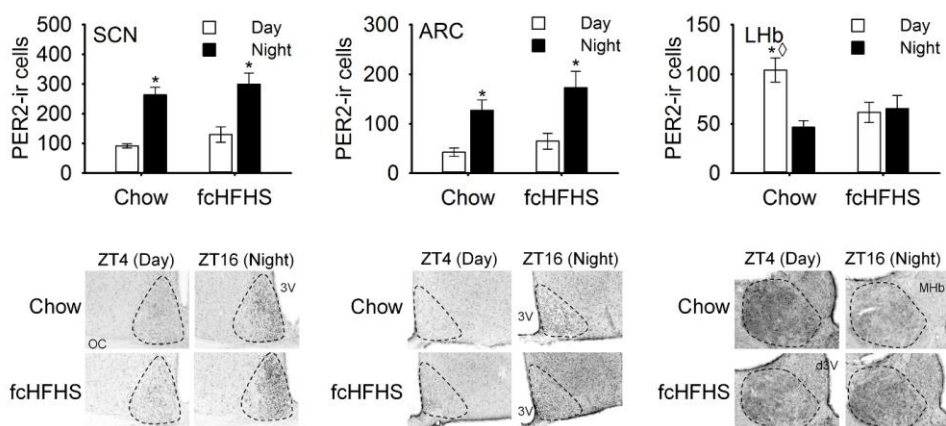 500
400
300
200
100
0
PER2-ir cells
SCN
Day
Night
*
*
Chow
fcHFHS
300
200
100
0
PER2-ir cells
ARC
Day
Night
*
*
Chow
fcHFHS
150
100
50
0
PER2-ir cells
LHb
Day
Night
*◊
Chow
fcHFHS
ZT4 (Day) ZT16 (Night)
Chow
3V
OC
fcHFHS
ZT4 (Day) ZT16 (Night)
Chow
3V
fcHFHS
3V
ZT4 (Day) ZT16 (Night)
Chow
MHb
fcHFHS
d3V